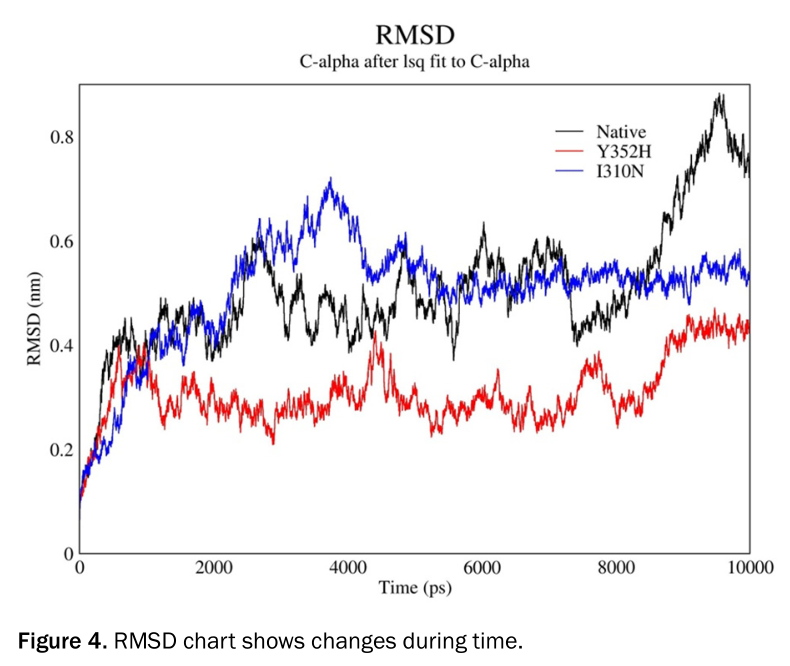 RMSD
C-alpha after lsq fit to C-alpha
Native
Y352H
I310N
RMSD (nm)
0.8
0.6
0.4
0.2
0
0 2000 4000 6000 8000 10000
Time (ps)
Figure 4. RMSD chart shows changes during time.